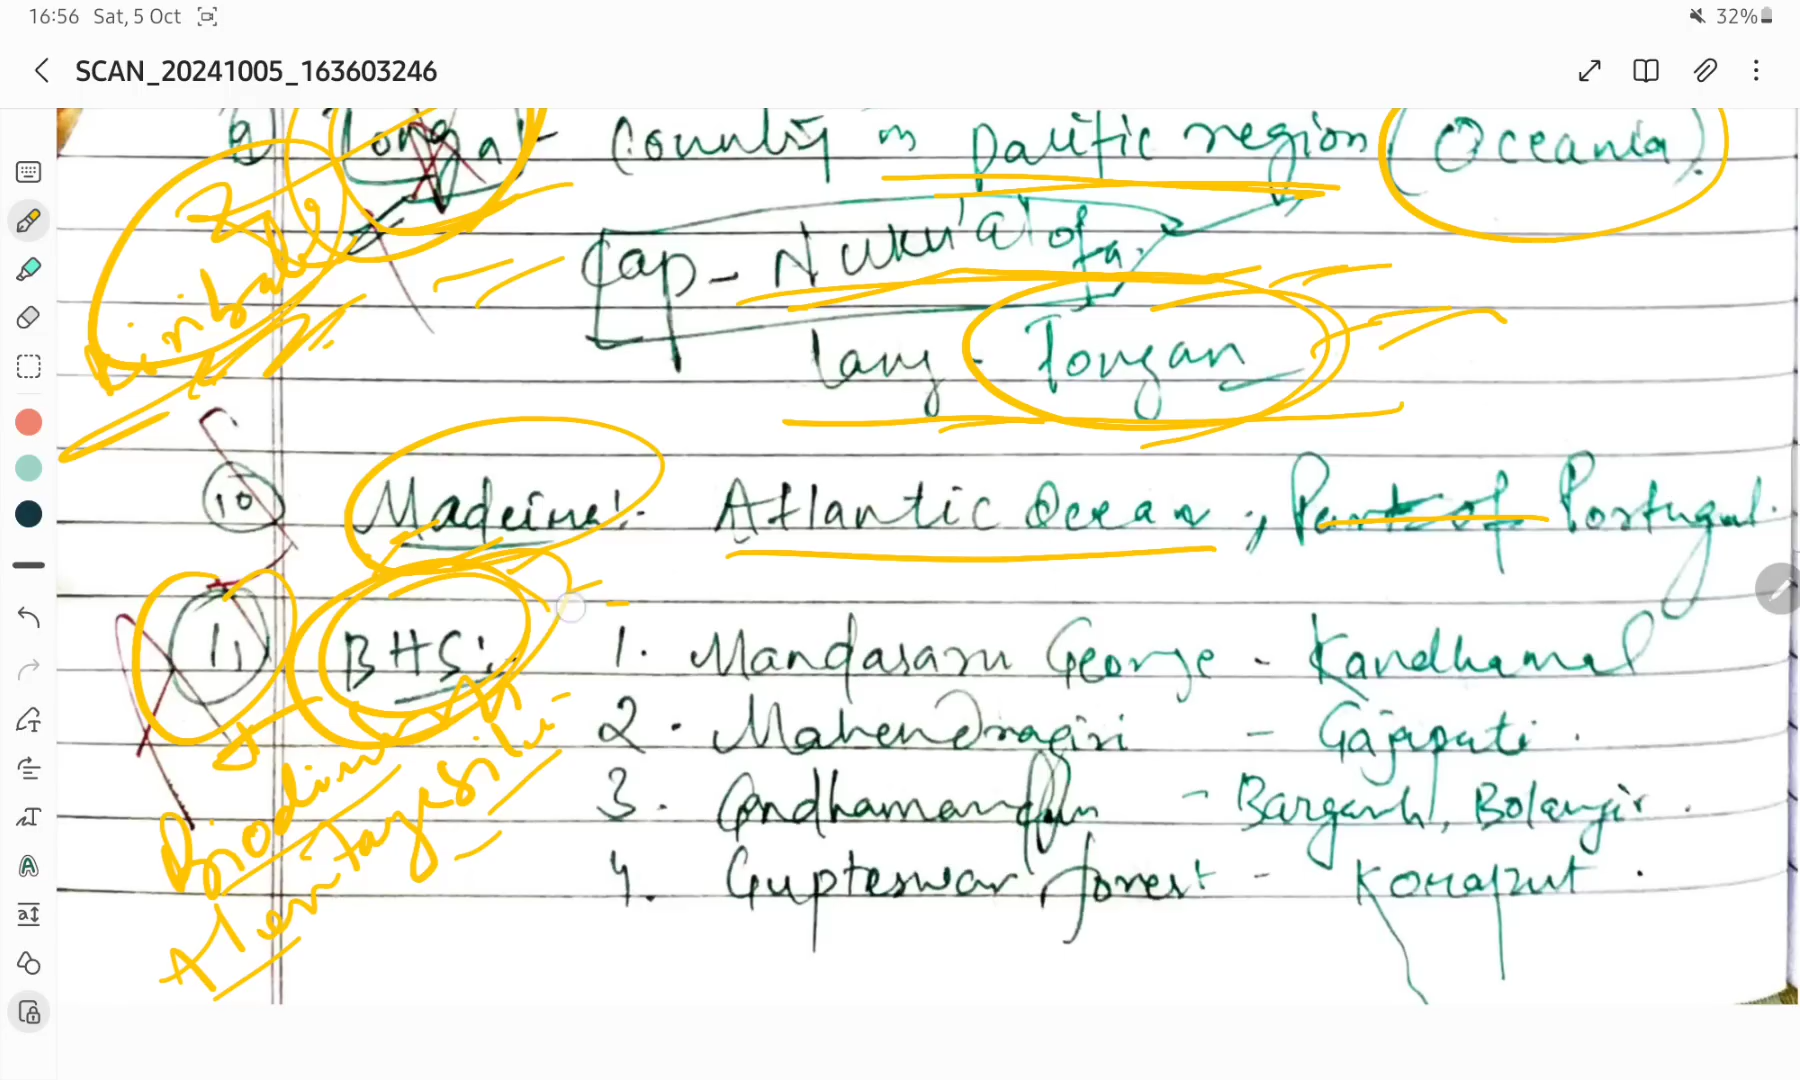 16:56 Sat, 5 Oct 32%
SCAN_20241005_163603246
9 Tonga :- Country in pacific region (Oceania).
Cap - Nuku'alofa.
lang - Tongan
10 Madeira :- Atlantic Ocean, Part of Portugal.
11 BHS: 1. Mandasaru George - Kandhamal
Biodiversity
Heritage Site
2. Mahendragiri - Gajapati.
3. Gandhamardan - Bargarh, Bolangir.
4. Gupteswar forest - Koraput.